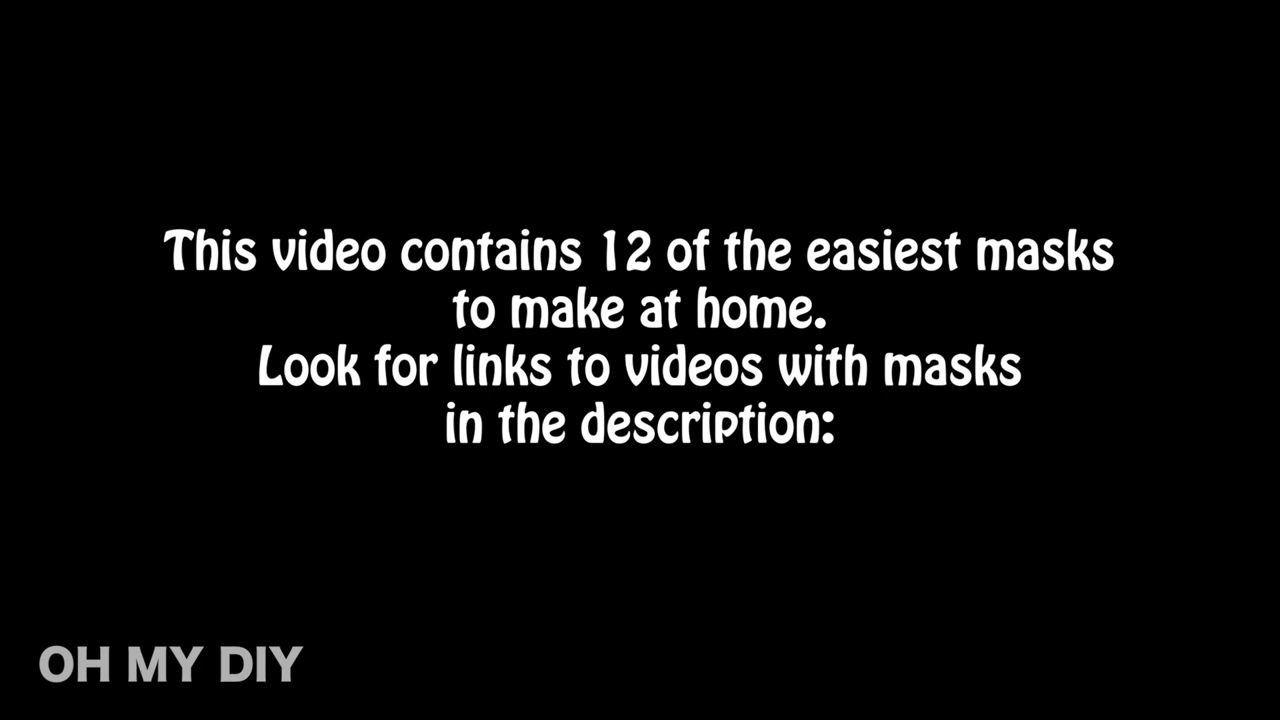 This video contains 12 of the easiest masks
to make at home.
Look for links to videos with masks
in the description:
OH MY DIY